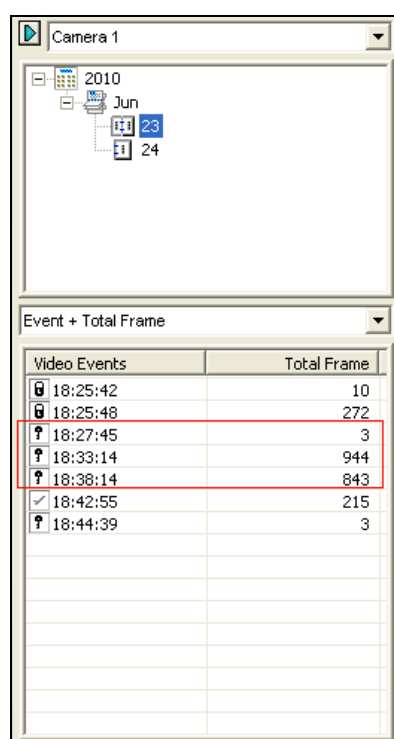 Camera 1
2010
Jun
23
24
Event + Total Frame
Video Events Total Frame
18:25:42 10
18:25:48 272
18:27:45 3
18:33:14 944
18:38:14 843
18:42:55 215
18:44:39 3